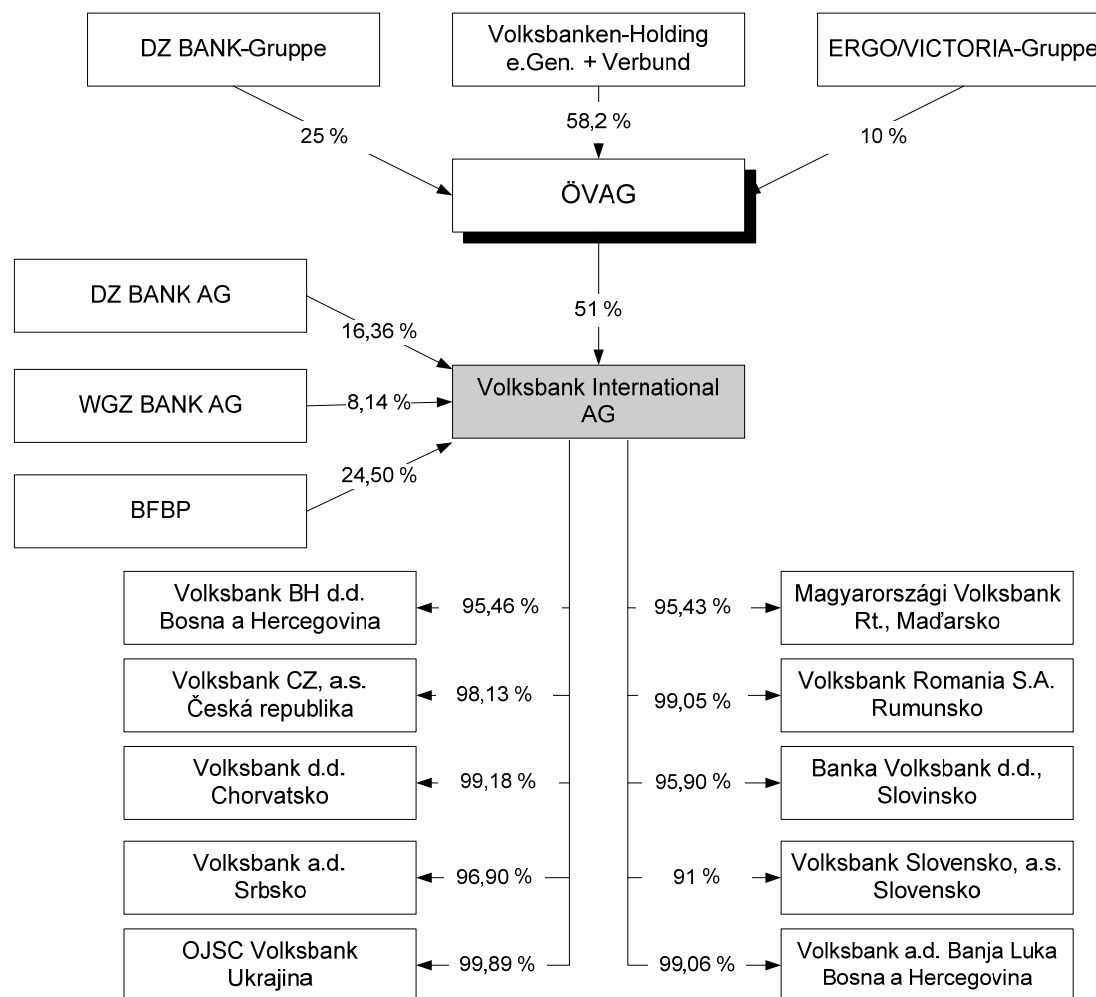 DZ BANK-Gruppe
Volksbanken-Holding
e.Gen. + Verbund
ERGO/VICTORIA-Gruppe
25 %
58,2 %
10 %
ÖVAG
DZ BANK AG
51 %
16,36 %
WGZ BANK AG
8,14 %
Volksbank International
AG
24,50 %
BFBP
Volksbank BH d.d.
Bosna a Hercegovina
95,46 %
95,43 %
Magyarországi Volksbank
Rt., Maďarsko
Volksbank CZ, a.s.
Česká republika
98,13 %
99,05 %
Volksbank Romania S.A.
Rumunsko
Volksbank d.d.
Chorvatsko
99,18 %
95,90 %
Banka Volksbank d.d.,
Slovinsko
Volksbank a.d.
Srbsko
96,90 %
91 %
Volksbank Slovensko, a.s.
Slovensko
OJSC Volksbank
Ukrajina
99,89 %
99,06 %
Volksbank a.d. Banja Luka
Bosna a Hercegovina